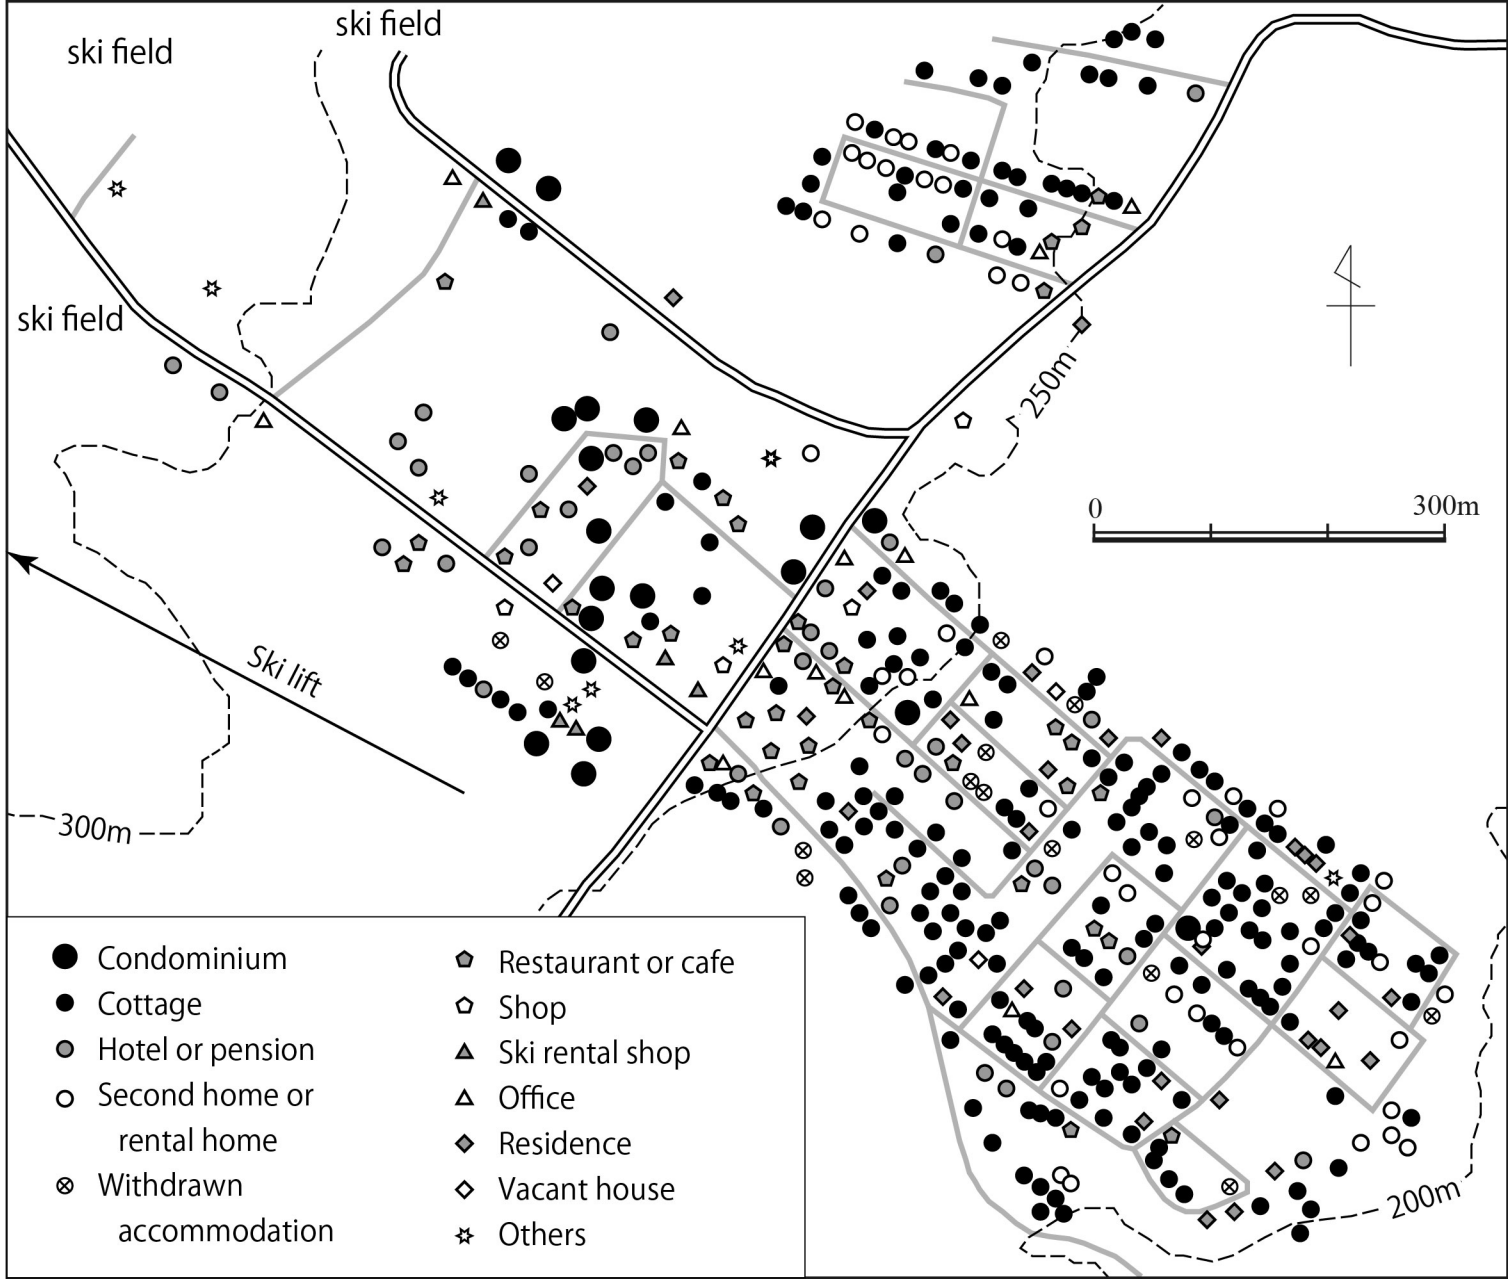 ski field
ski field
ski field
250m
0 300m
Ski lift
300m
200m
Condominium
Cottage
Hotel or pension
Second home or
rental home
Withdrawn
accommodation
Restaurant or cafe
Shop
Ski rental shop
Office
Residence
Vacant house
Others